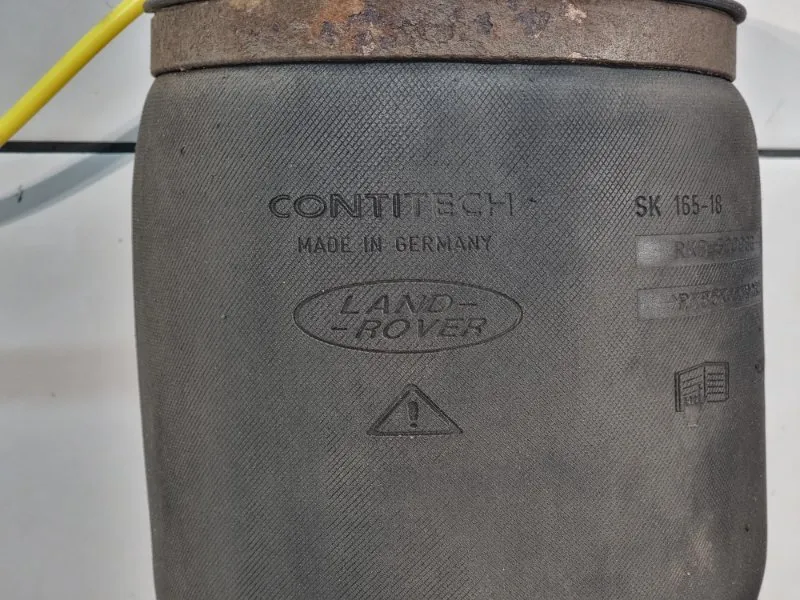 CONTITECH
MADE IN GERMANY
LAND-
-ROVER
SK 165-18